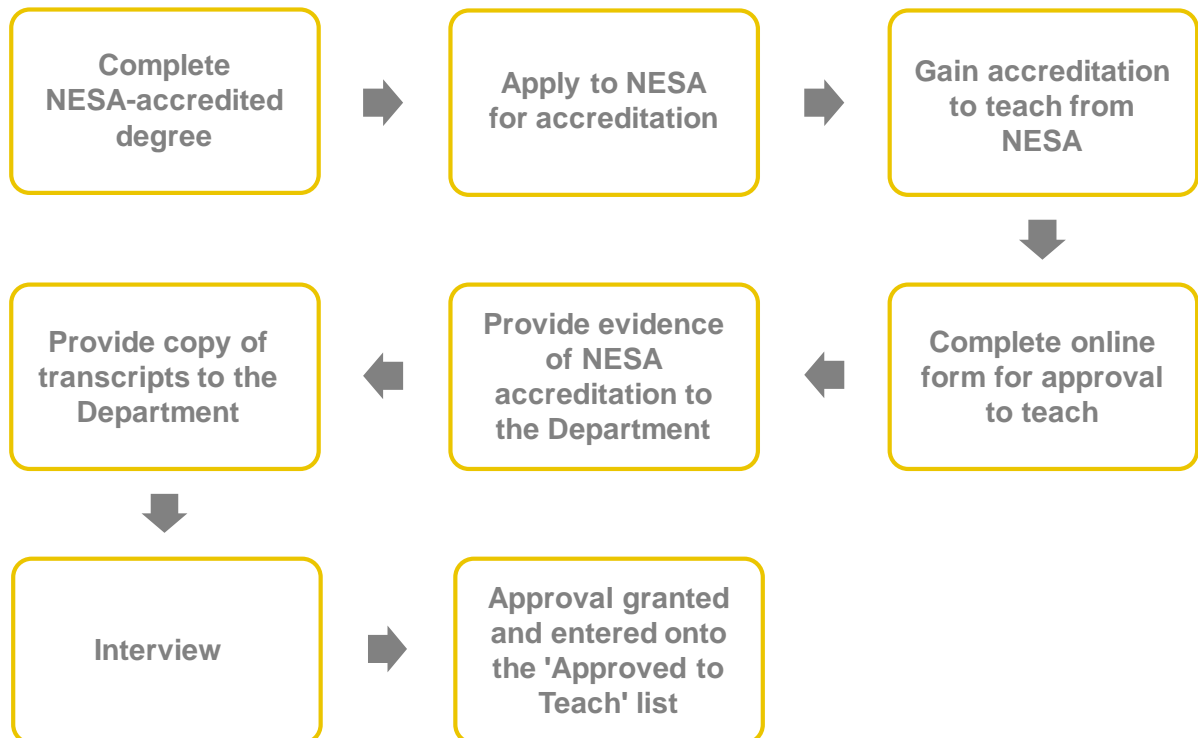 Complete
NESA-accredited
degree
Apply to NESA
for accreditation
Gain accreditation
to teach from
NESA
Complete online
form for approval
to teach
Provide evidence
of NESA
accreditation to
the Department
Provide copy of
transcripts to the
Department
Interview
Approval granted
and entered onto
the 'Approved to
Teach' list